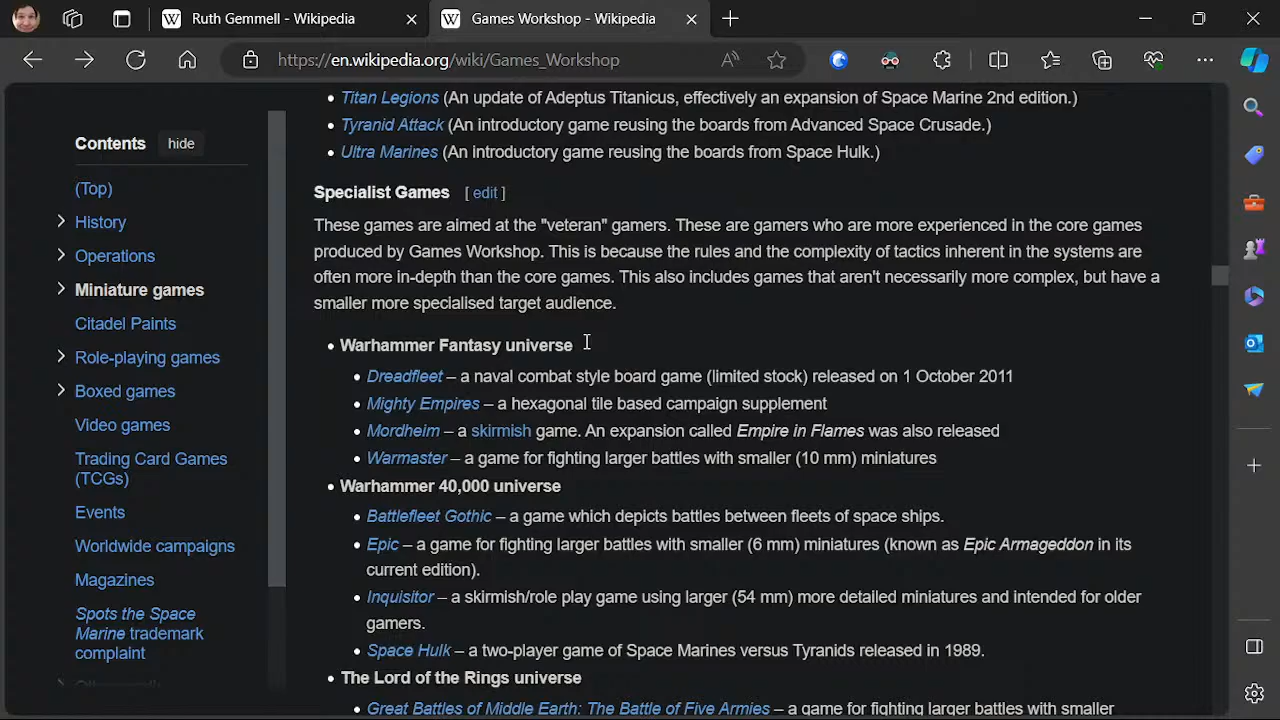 Ruth Gemmell - Wikipedia
Games Workshop - Wikipedia
https://en.wikipedia.org/wiki/Games_Workshop
Contents hide
(Top)
History
Operations
Miniature games
Citadel Paints
Role-playing games
Boxed games
Video games
Trading Card Games
(TCGs)
Events
Worldwide campaigns
Magazines
Spots the Space
Marine trademark
complaint
• Titan Legions (An update of Adeptus Titanicus, effectively an expansion of Space Marine 2nd edition.)
• Tyranid Attack (An introductory game reusing the boards from Advanced Space Crusade.)
• Ultra Marines (An introductory game reusing the boards from Space Hulk.)
Specialist Games [ edit ]
These games are aimed at the "veteran" gamers. These are gamers who are more experienced in the core games
produced by Games Workshop. This is because the rules and the complexity of tactics inherent in the systems are
often more in-depth than the core games. This also includes games that aren't necessarily more complex, but have a
smaller more specialised target audience.
• Warhammer Fantasy universe
• Dreadfleet – a naval combat style board game (limited stock) released on 1 October 2011
• Mighty Empires – a hexagonal tile based campaign supplement
• Mordheim – a skirmish game. An expansion called Empire in Flames was also released
• Warmaster – a game for fighting larger battles with smaller (10 mm) miniatures
• Warhammer 40,000 universe
• Battlefleet Gothic – a game which depicts battles between fleets of space ships.
• Epic – a game for fighting larger battles with smaller (6 mm) miniatures (known as Epic Armageddon in its
current edition).
• Inquisitor – a skirmish/role play game using larger (54 mm) more detailed miniatures and intended for older
gamers.
• Space Hulk – a two-player game of Space Marines versus Tyranids released in 1989.
• The Lord of the Rings universe
• Great Battles of Middle Earth: The Battle of Five Armies – a game for fighting larger battles with smaller